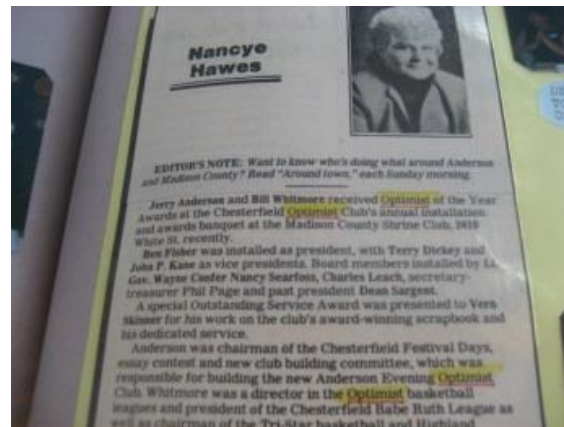 Nancye
Hawes
EDITOR'S NOTE: Want to know who's doing what around Anderson
and Madison County? Read "Around town," each Sunday morning.
Jerry Anderson and Bill Whitmore received Optimist of the Year
Awards at the Chesterfield Optimist Club's annual installation
and awards banquet at the Madison County Shrine Club,
White St. recently.
Ben Fisher was installed as president, with Terry Dickey and
John P. Kane as vice presidents. Board members installed by Lt.
Gov. Wayne Confer Nancy Searfoss, Charles Leach, secretary-
treasurer Phil Page and past president Dean Sargent.
A special Outstanding Service Award was presented to Vern
Skinner for his work on the club's award-winning scrapbook and
his dedicated service.
Anderson was chairman of the Chesterfield Festival Days,
essay contest and new club building committee, which was
responsible for building the new Anderson Evening Optimist
Club. Whitmore was a director in the Optimist basketball
leagues and president of the Chesterfield Babe Ruth League as
well as chairman of the Tri-Star basketball and Highland